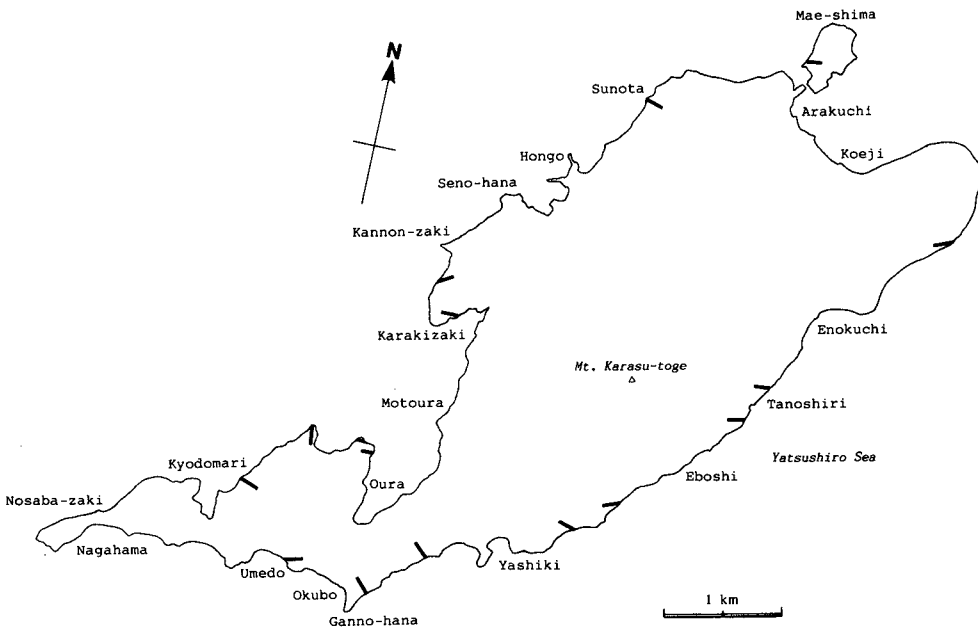 Mae-shima
N
Sunota
Arakuchi
Koeji
Hongo
Seno-hana
Kannon-zaki
Karakizaki
Enokuchi
Mt. Karasu-toge
Motoura
Tanoshiri
Yatsushiro Sea
Kyodomari
Oura
Eboshi
Nosaba-zaki
Nagahama
Yashiki
Umedo
Okubo
Ganno-hana
1 km